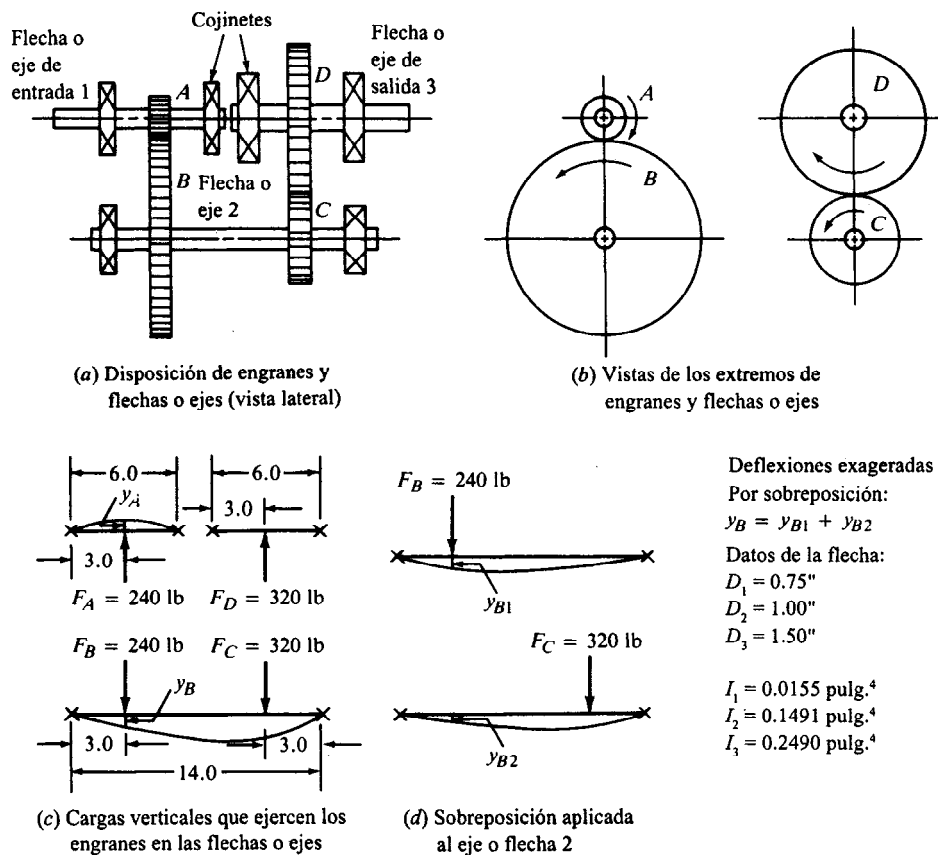 Flecha o
eje de
entrada 1
Cojinetes
Flecha o
eje de
salida 3
A
D
B
Flecha o
eje 2
C
(a) Disposición de engranes y
flechas o ejes (vista lateral)
A
B
D
C
(b) Vistas de los extremos de
engranes y flechas o ejes
6.0
6.0
yA
3.0
3.0
FA = 240 lb
FD = 320 lb
FB = 240 lb
FC = 320 lb
yB
3.0
3.0
14.0
(c) Cargas verticales que ejercen los
engranes en las flechas o ejes
FB = 240 lb
yB1
FC = 320 lb
yB2
(d) Sobreposición aplicada
al eje o flecha 2
Deflexiones exageradas
Por sobreposición:
yB = yB1 + yB2
Datos de la flecha:
D1 = 0.75"
D2 = 1.00"
D3 = 1.50"
I1 = 0.0155 pulg.⁴
I2 = 0.1491 pulg.⁴
I3 = 0.2490 pulg.⁴